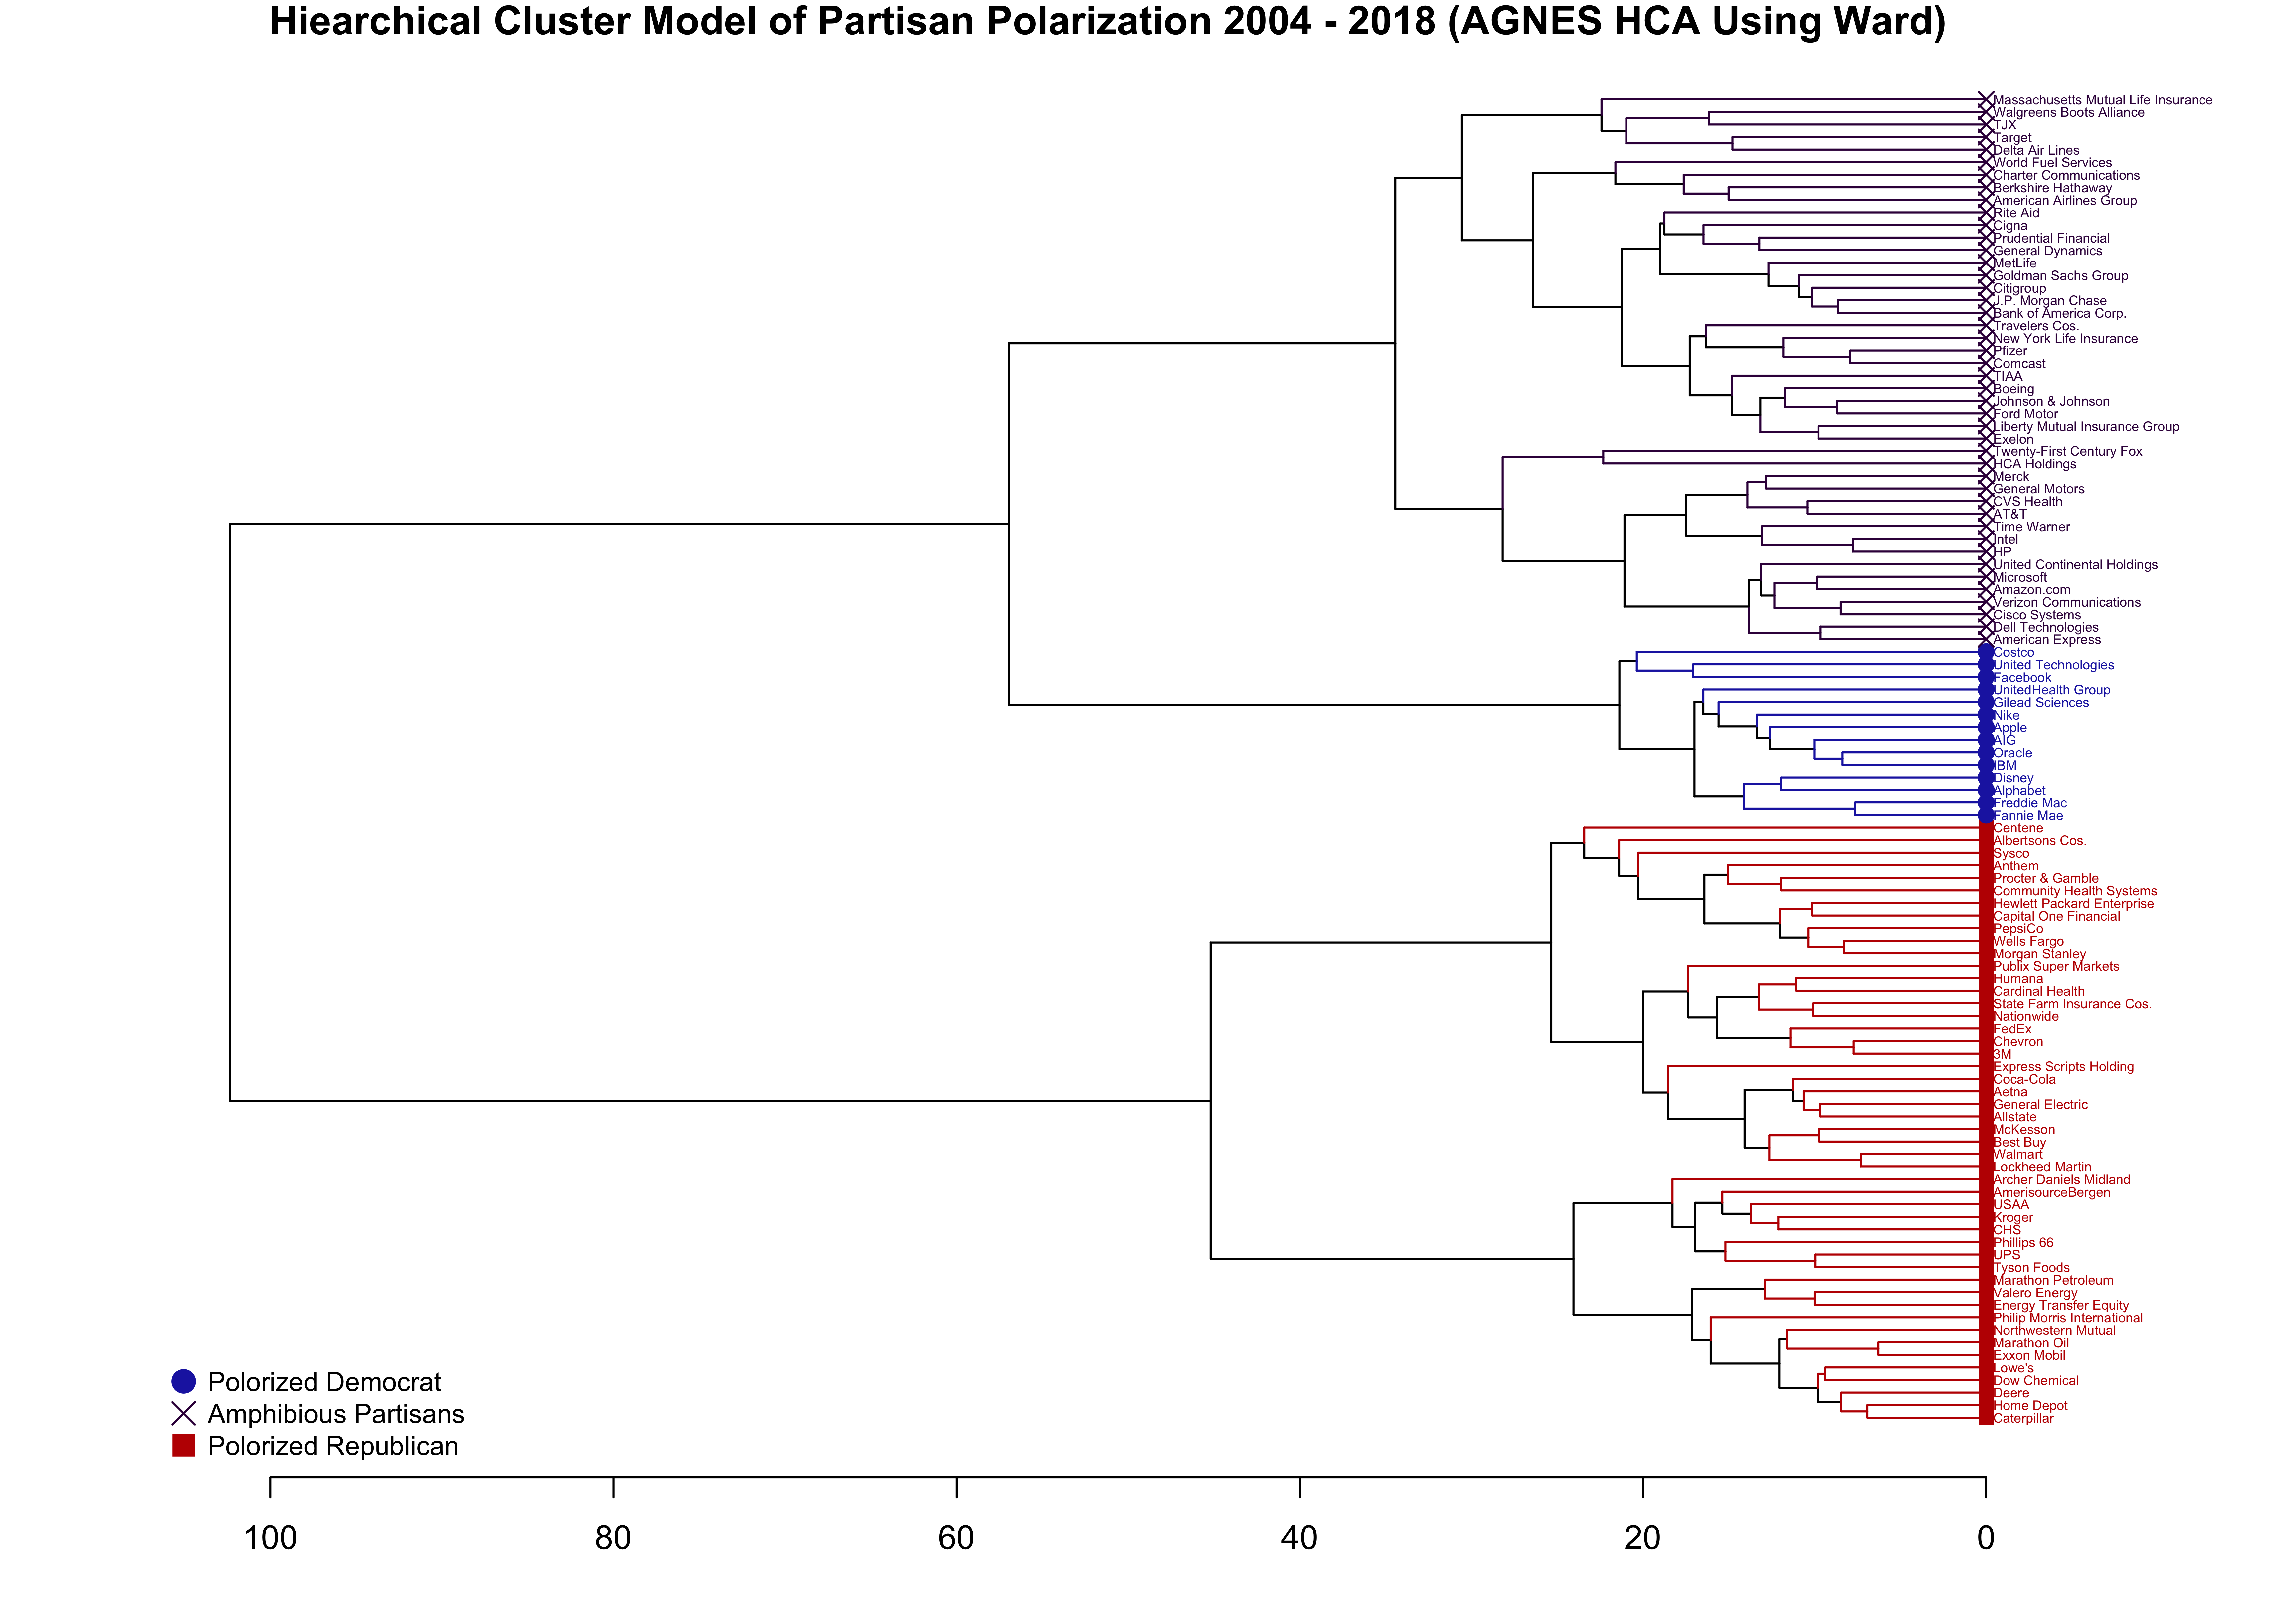 Hiearchical Cluster Model of Partisan Polarization 2004 - 2018 (AGNES HCA Using Ward)
Massachusetts Mutual Life Insurance
Walgreens Boots Alliance
TJX
Target
Delta Air Lines
World Fuel Services
Charter Communications
Berkshire Hathaway
American Airlines Group
Rite Aid
Cigna
Prudential Financial
General Dynamics
MetLife
Goldman Sachs Group
Citigroup
J.P. Morgan Chase
Bank of America Corp.
Travelers Cos.
New York Life Insurance
Pfizer
Comcast
TIAA
Boeing
Johnson & Johnson
Ford Motor
Liberty Mutual Insurance Group
Exelon
Twenty-First Century Fox
HCA Holdings
Merck
General Motors
CVS Health
AT&T
Time Warner
Intel
HP
United Continental Holdings
Microsoft
Amazon.com
Verizon Communications
Cisco Systems
Dell Technologies
American Express
Costco
United Technologies
Facebook
UnitedHealth Group
Gilead Sciences
Nike
Apple
AIG
Oracle
IBM
Disney
Alphabet
Freddie Mac
Fannie Mae
Centene
Albertsons Cos.
Sysco
Anthem
Procter & Gamble
Community Health Systems
Hewlett Packard Enterprise
Capital One Financial
PepsiCo
Wells Fargo
Morgan Stanley
Publix Super Markets
Humana
Cardinal Health
State Farm Insurance Cos.
Nationwide
FedEx
Chevron
3M
Express Scripts Holding
Coca-Cola
Aetna
General Electric
Allstate
McKesson
Best Buy
Walmart
Lockheed Martin
Archer Daniels Midland
AmerisourceBergen
USAA
Kroger
CHS
Phillips 66
UPS
Tyson Foods
Marathon Petroleum
Valero Energy
Energy Transfer Equity
Philip Morris International
Northwestern Mutual
Marathon Oil
Exxon Mobil
Lowe's
Dow Chemical
Deere
Home Depot
Caterpillar
Polorized Democrat
Amphibious Partisans
Polorized Republican
100 80 60 40 20 0